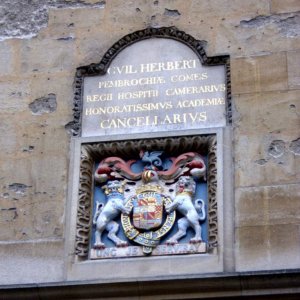 GVIL HERBERT
PEMBROCHIÆ COMES
REGII HOSPITII CAMERARIVS
HONORATISSIMVS ACADEMIÆ
CANCELLARIVS